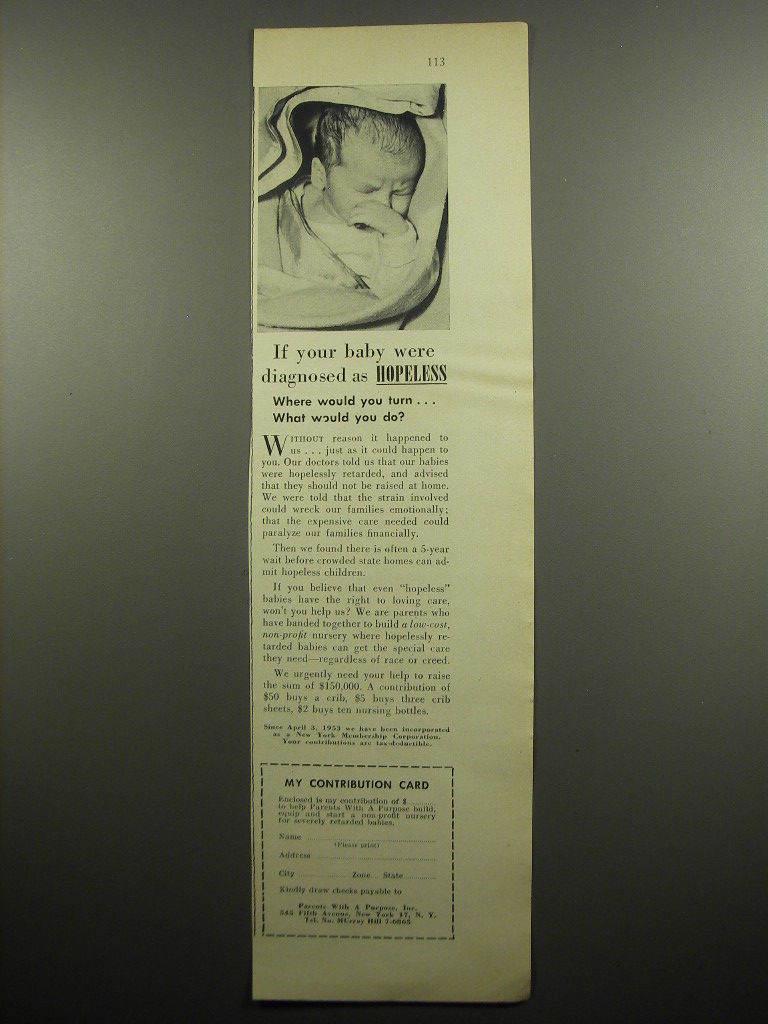 113
If your baby were
diagnosed as HOPELESS
Where would you turn . . .
What would you do?
WITHOUT reason it happened to
us . . . just as it could happen to
you. Our doctors told us that our babies
were hopelessly retarded, and advised
that they should not be raised at home.
We were told that the strain involved
could wreck our families emotionally;
that the expensive care needed could
paralyze our families financially.
Then we found there is often a 5-year
wait before crowded state homes can ad-
mit hopeless children.
If you believe that even "hopeless"
babies have the right to loving care,
won't you help us? We are parents who
have banded together to build a low-cost,
non-profit nursery where hopelessly re-
tarded babies can get the special care
they need—regardless of race or creed.
We urgently need your help to raise
the sum of $150,000. A contribution of
$50 buys a crib, $5 buys three crib
sheets, $2 buys ten nursing bottles.
Since April 3, 1953 we have been incorporated
as a New York Membership Corporation.
Your contributions are tax-deductible.
MY CONTRIBUTION CARD
Enclosed is my contribution of $........
to help Parents With A Purpose build,
equip and start a non-profit nursery
for severely retarded babies.
Name
(Please print)
Address
City Zone State
Kindly draw checks payable to
Parents With A Purpose, Inc.
545 Fifth Avenue, New York 17, N. Y.
Tel. No. MUrray Hill 7-0865